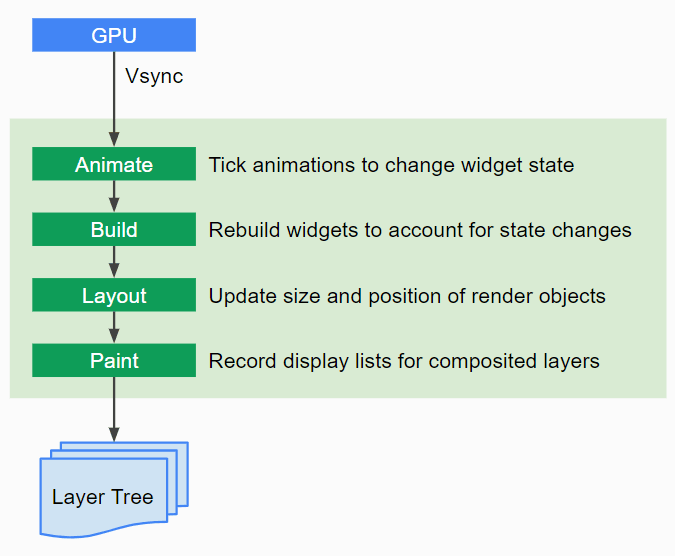 GPU
Vsync
Animate
Tick animations to change widget state
Build
Rebuild widgets to account for state changes
Layout
Update size and position of render objects
Paint
Record display lists for composited layers
Layer Tree